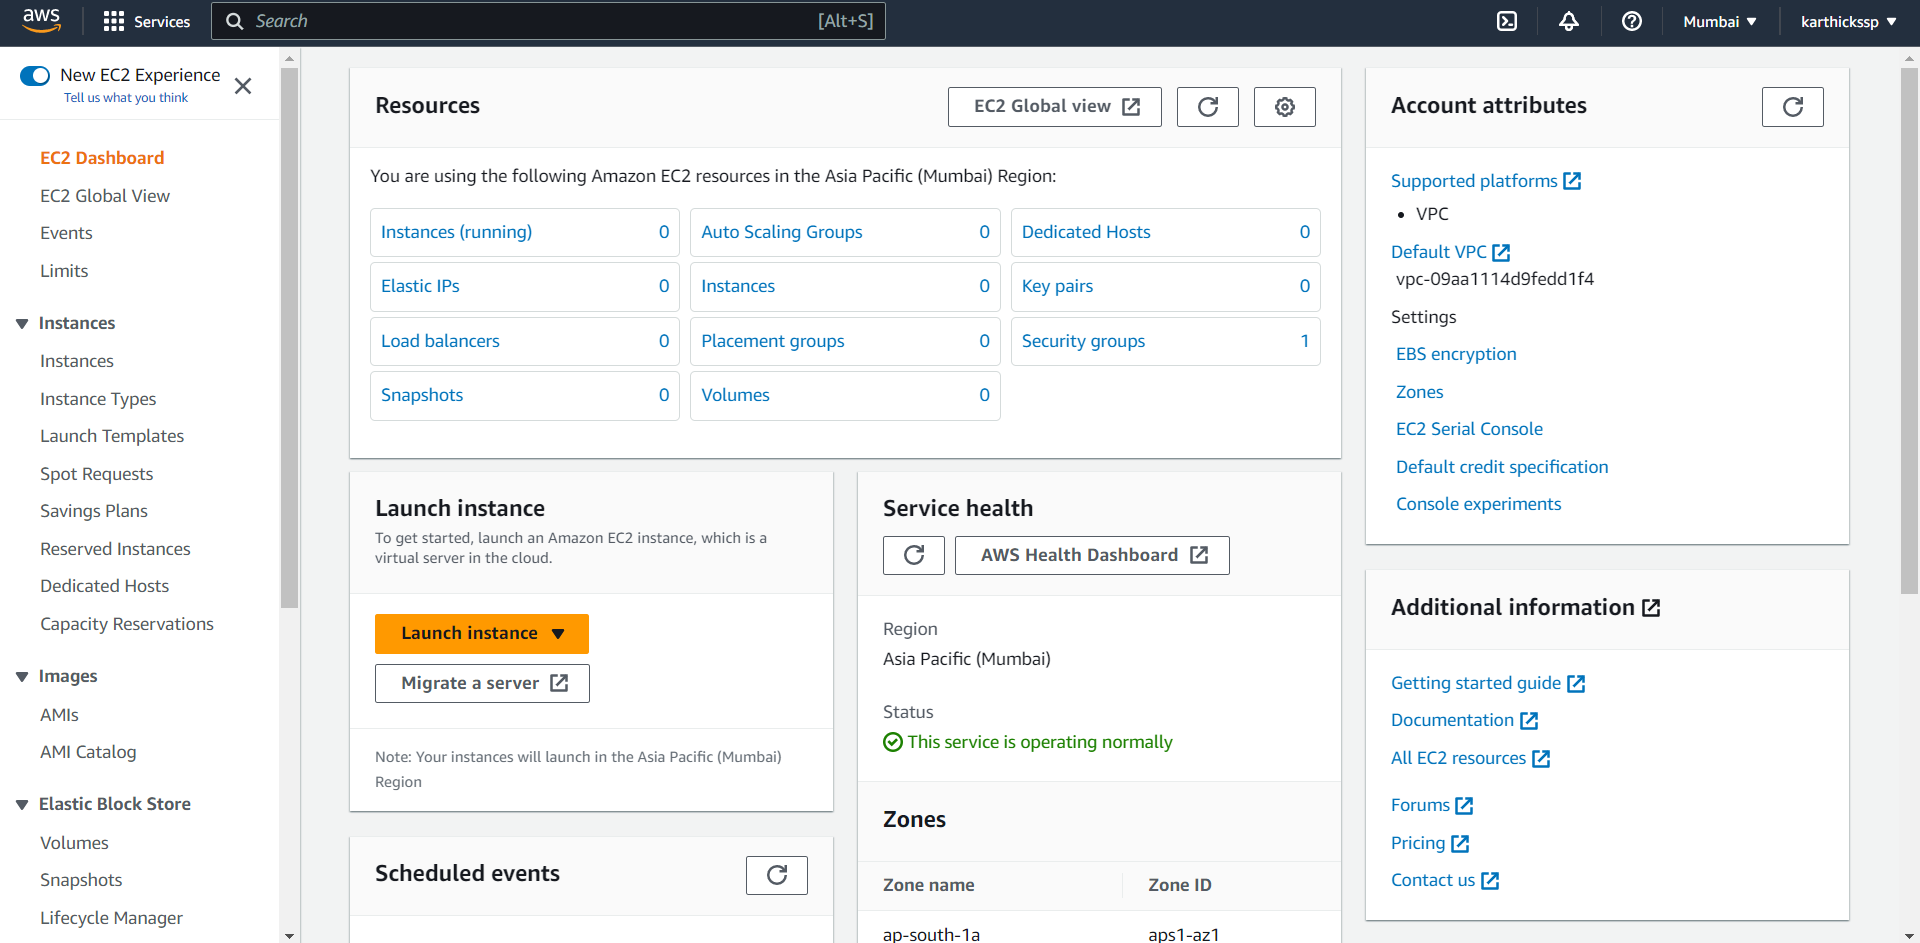 aws
Services
Search
[Alt+S]
Mumbai
karthickssp
New EC2 Experience
Tell us what you think
EC2 Dashboard
EC2 Global View
Events
Limits
Instances
Instances
Instance Types
Launch Templates
Spot Requests
Savings Plans
Reserved Instances
Dedicated Hosts
Capacity Reservations
Images
AMIs
AMI Catalog
Elastic Block Store
Volumes
Snapshots
Lifecycle Manager
Resources
EC2 Global view
You are using the following Amazon EC2 resources in the Asia Pacific (Mumbai) Region:
Instances (running) 0
Auto Scaling Groups 0
Dedicated Hosts 0
Elastic IPs 0
Instances 0
Key pairs 0
Load balancers 0
Placement groups 0
Security groups 1
Snapshots 0
Volumes 0
Launch instance
To get started, launch an Amazon EC2 instance, which is a
virtual server in the cloud.
Launch instance
Migrate a server
Note: Your instances will launch in the Asia Pacific (Mumbai)
Region
Scheduled events
Service health
AWS Health Dashboard
Region
Asia Pacific (Mumbai)
Status
This service is operating normally
Zones
Zone name Zone ID
ap-south-1a aps1-az1
Account attributes
Supported platforms
• VPC
Default VPC
vpc-09aa1114d9fedd1f4
Settings
EBS encryption
Zones
EC2 Serial Console
Default credit specification
Console experiments
Additional information
Getting started guide
Documentation
All EC2 resources
Forums
Pricing
Contact us